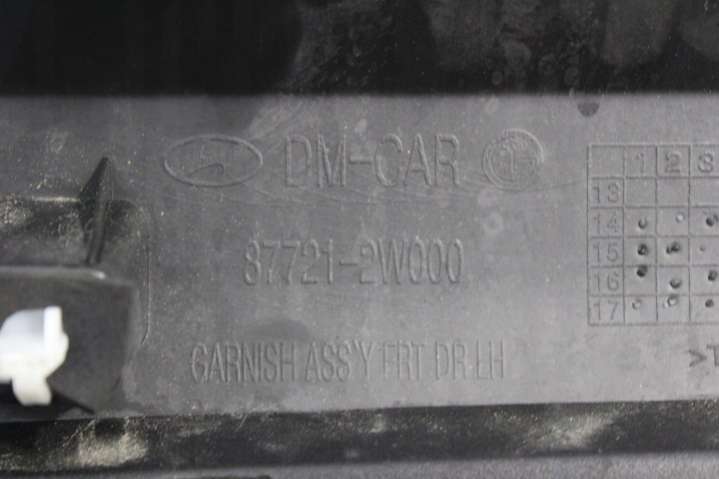 DM-CAR
87721-2W000
GARNISH ASS'Y FRT DR LH
1 2 3
13
14
15
16
17
>T